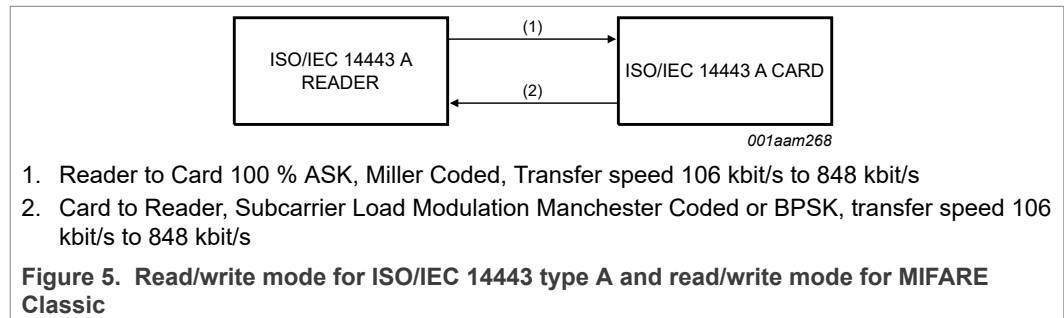 (1)
ISO/IEC 14443 A
READER
ISO/IEC 14443 A CARD
(2)
001aam268
1. Reader to Card 100 % ASK, Miller Coded, Transfer speed 106 kbit/s to 848 kbit/s
2. Card to Reader, Subcarrier Load Modulation Manchester Coded or BPSK, transfer speed 106
kbit/s to 848 kbit/s
Figure 5. Read/write mode for ISO/IEC 14443 type A and read/write mode for MIFARE
Classic